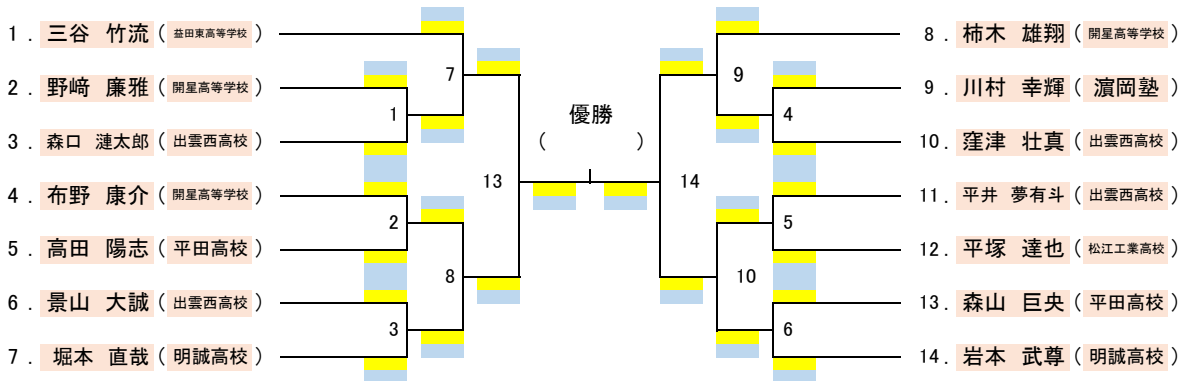 1. 三谷 竹流 (益田東高等学校)
2. 野﨑 廉雅 (開星高等学校)
3. 森口 漣太郎 (出雲西高校)
4. 布野 康介 (開星高等学校)
5. 高田 陽志 (平田高校)
6. 景山 大誠 (出雲西高校)
7. 堀本 直哉 (明誠高校)
7
1
13
2
8
3
優勝
( )
9
4
14
5
10
6
8. 柿木 雄翔 (開星高等学校)
9. 川村 幸輝 (濵岡塾)
10. 窪津 壮真 (出雲西高校)
11. 平井 夢有斗 (出雲西高校)
12. 平塚 達也 (松江工業高校)
13. 森山 巨央 (平田高校)
14. 岩本 武尊 (明誠高校)